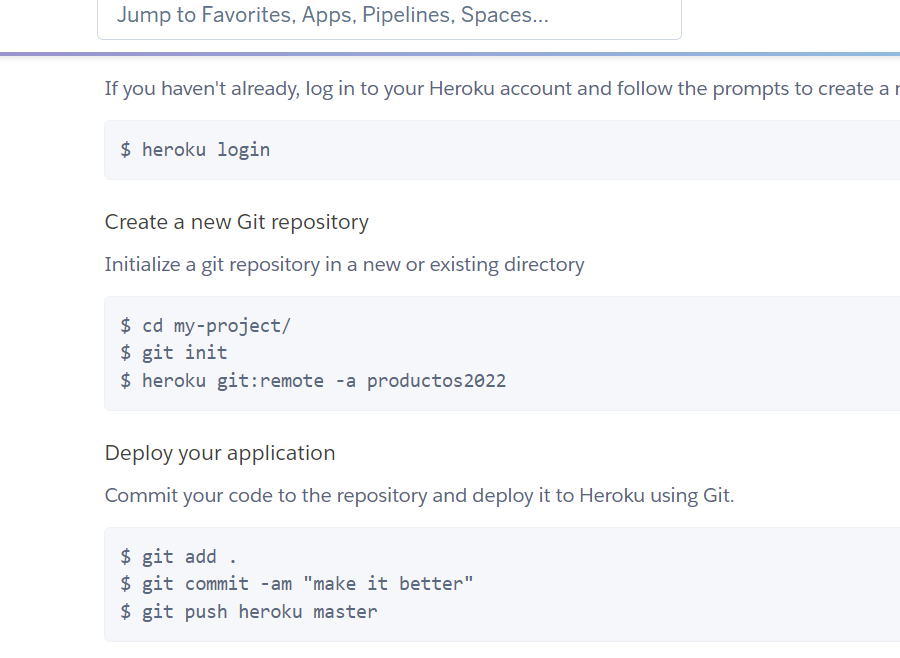 Jump to Favorites, Apps, Pipelines, Spaces...
If you haven't already, log in to your Heroku account and follow the prompts to create a
$ heroku login
Create a new Git repository
Initialize a git repository in a new or existing directory
$ cd my-project/
$ git init
$ heroku git:remote -a productos2022
Deploy your application
Commit your code to the repository and deploy it to Heroku using Git.
$ git add .
$ git commit -am "make it better"
$ git push heroku master